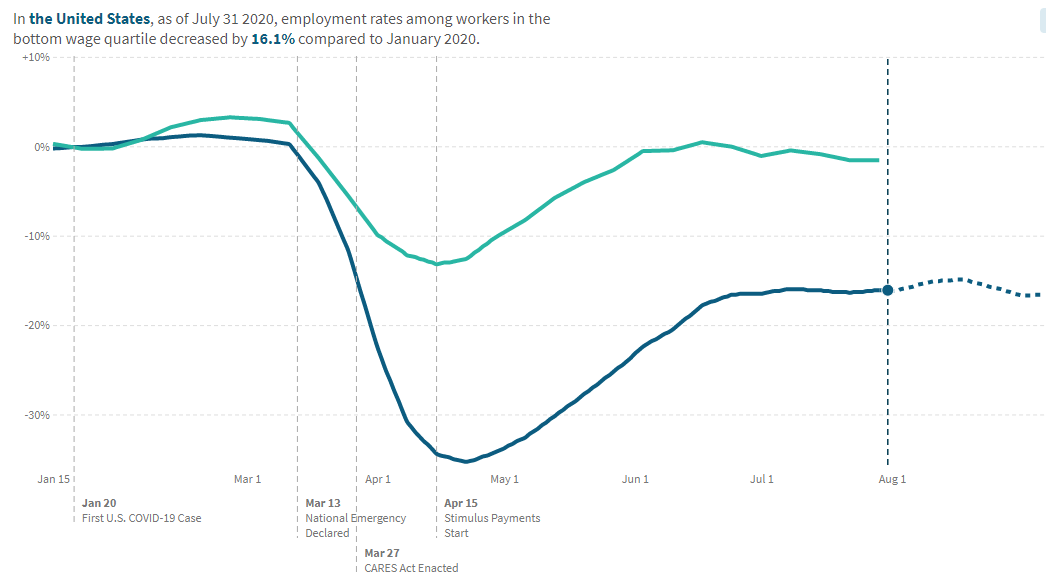 In the United States, as of July 31 2020, employment rates among workers in the
bottom wage quartile decreased by 16.1% compared to January 2020.
+10%
0%
-10%
-20%
-30%
Jan 15 Mar 1 Apr 1 May 1 Jun 1 Jul 1 Aug 1
Jan 20
First U.S. COVID-19 Case
Mar 13
National Emergency
Declared
Mar 27
CARES Act Enacted
Apr 15
Stimulus Payments
Start